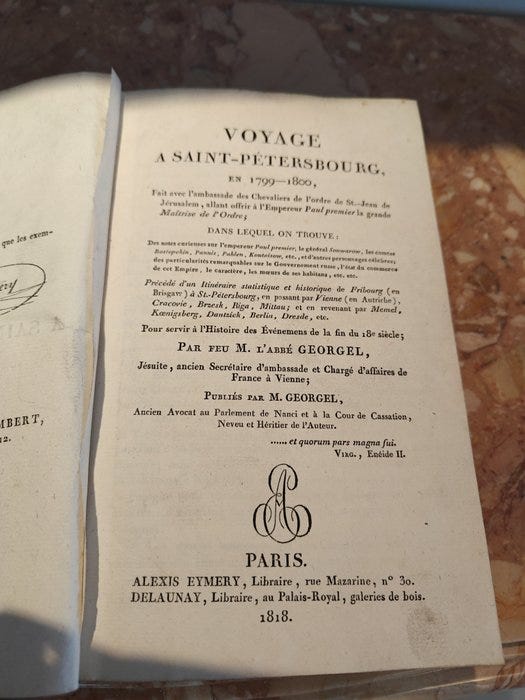 que les exem-
MBERT,
12.
VOYAGE
A SAINT-PÉTERSBOURG,
EN 1799—1800,
Fait avec l'ambassade des Chevaliers de l'ordre de St-Jean de
Jérusalem, allant offrir à l'Empereur Paul premier la grande
Maîtrise de l'Ordre;
DANS LEQUEL ON TROUVE :
Des notes curieuses sur l'empereur Paul premier, le général Souwarow, les comtes
Rostopchin, Pannin, Pahlen, Koutaisow, etc., et d'autres personnages célèbres;
des particularités remarquables sur le Gouvernement russe, l'état du commerce
de cet Empire, le caractère, les mœurs de ses habitans, etc. etc.
Précédé d'un Itinéraire statistique et historique de Fribourg (en
Brisgaw) à St.-Pétersbourg, en passant par Vienne (en Autriche),
Cracovie, Brzesk, Riga, Mittau; et en revenant par Memel,
Kœnigsberg, Dantzick, Berlin, Dresde, etc.
Pour servir à l'Histoire des Événemens de la fin du 18e siècle;
PAR FEU M. L'ABBÉ GEORGEL,
Jésuite, ancien Secrétaire d'ambassade et Chargé d'affaires de
France à Vienne;
PUBLIÉS PAR M. GEORGEL,
Ancien Avocat au Parlement de Nanci et à la Cour de Cassation,
Neveu et Héritier de l'Auteur.
......et quorum pars magna fui.
VIRG., Enéide II.
PARIS.
ALEXIS EYMERY, Libraire, rue Mazarine, n° 30.
DELAUNAY, Libraire, au Palais-Royal, galeries de bois.
1818.